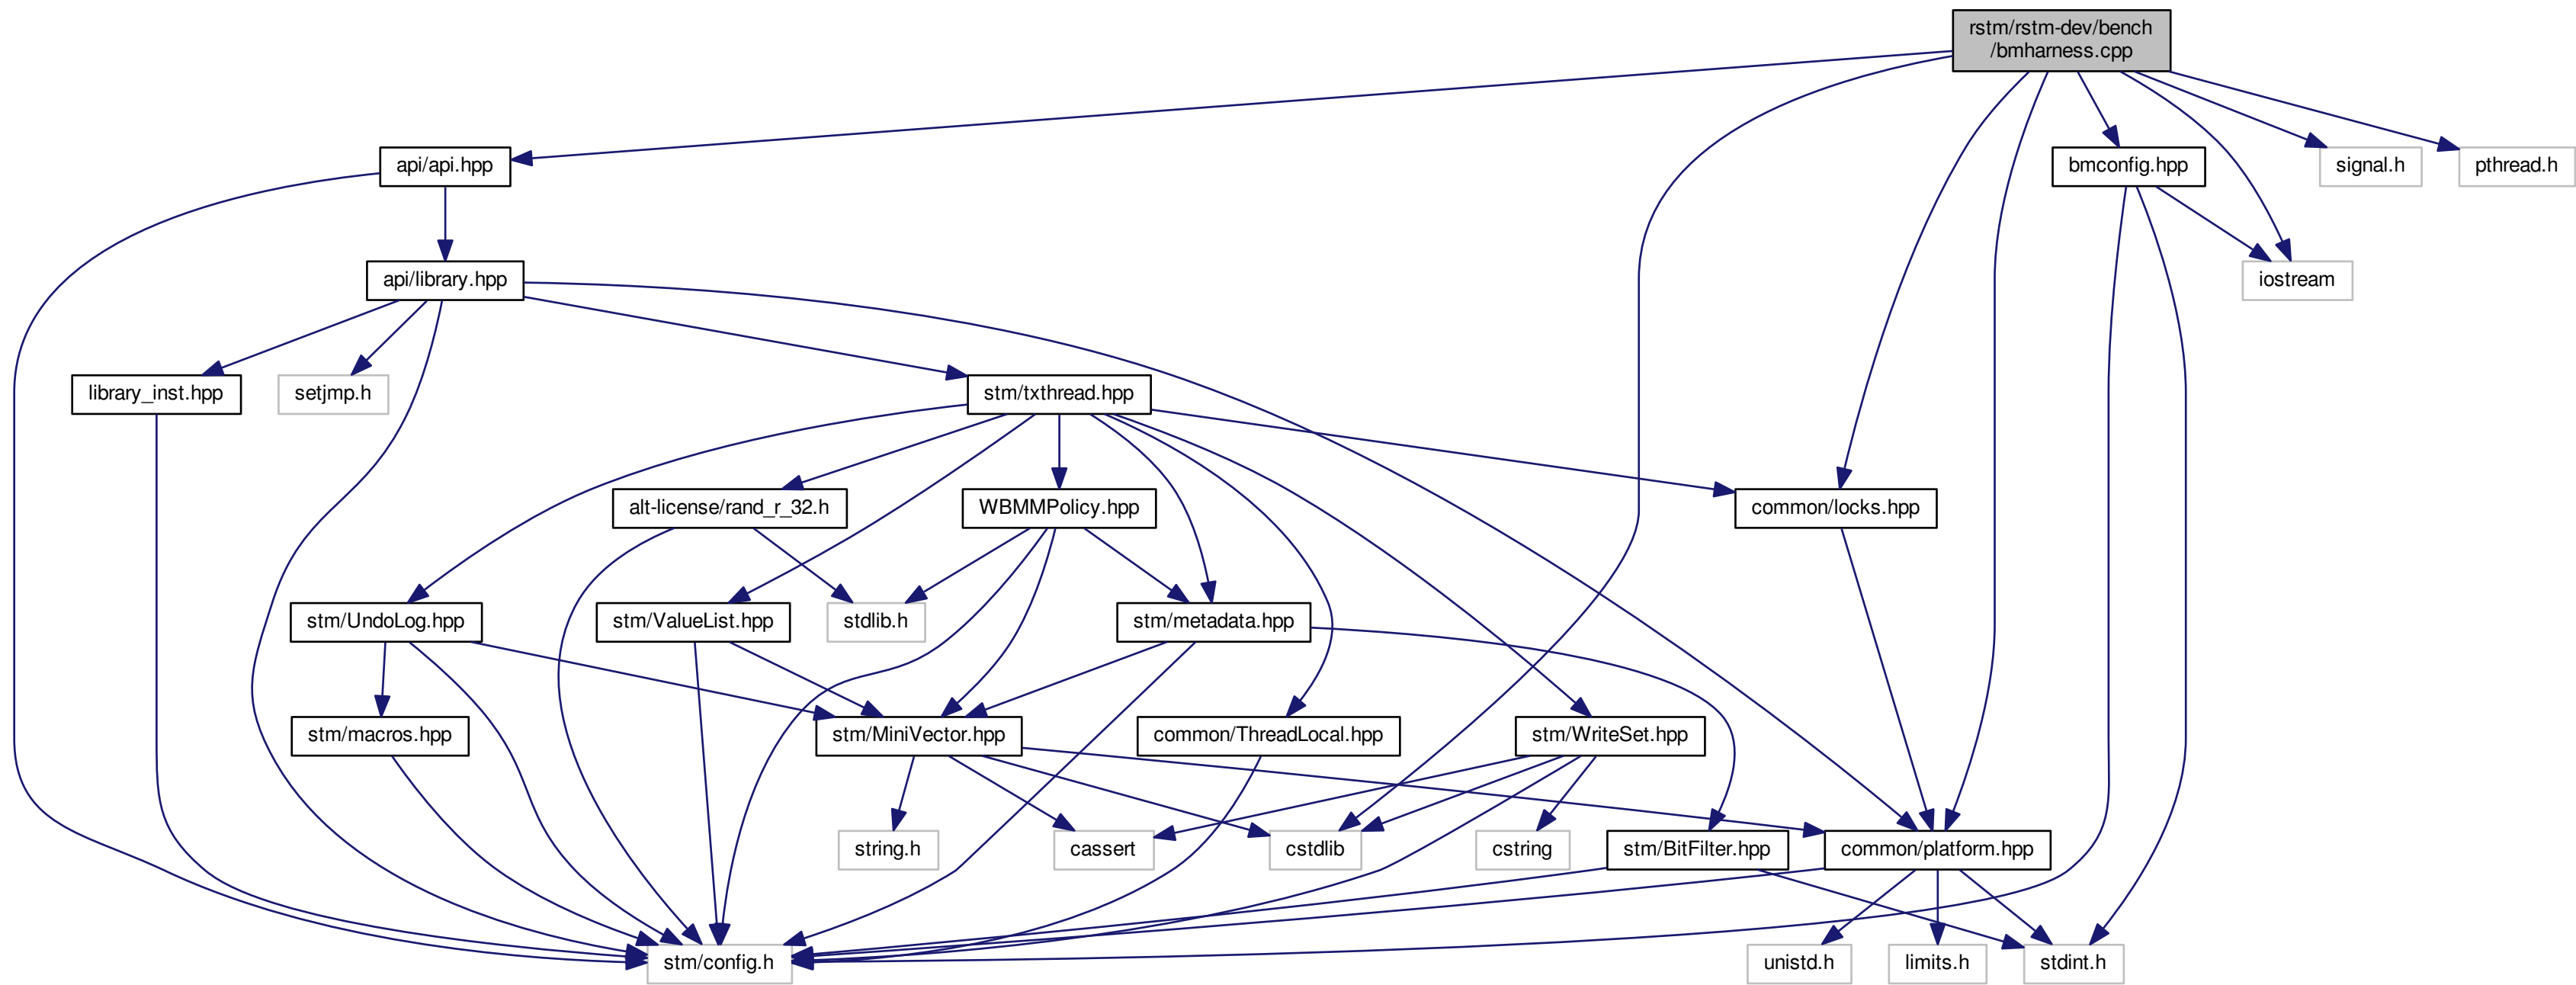 rstm/rstm-dev/bench
/bmharness.cpp
api/api.hpp
bmconfig.hpp
signal.h
pthread.h
api/library.hpp
iostream
library_inst.hpp
setjmp.h
stm/txthread.hpp
alt-license/rand_r_32.h
WBMMPolicy.hpp
common/locks.hpp
stm/UndoLog.hpp
stm/ValueList.hpp
stdlib.h
stm/metadata.hpp
stm/macros.hpp
stm/MiniVector.hpp
common/ThreadLocal.hpp
stm/WriteSet.hpp
string.h
cassert
cstdlib
cstring
stm/BitFilter.hpp
common/platform.hpp
stm/config.h
unistd.h
limits.h
stdint.h